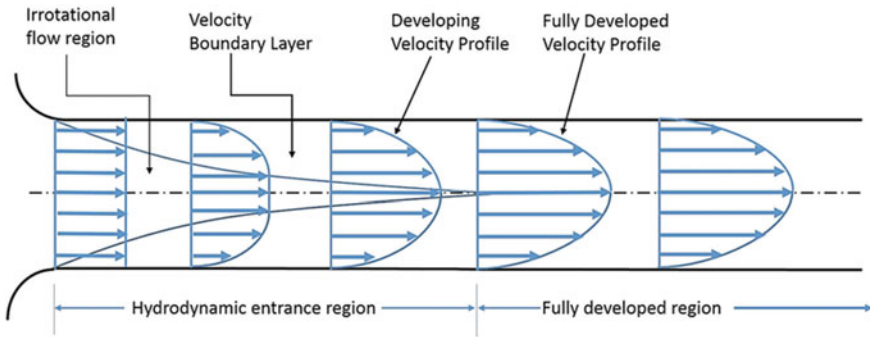 Irrotational
flow region
Velocity
Boundary Layer
Developing
Velocity Profile
Fully Developed
Velocity Profile
Hydrodynamic entrance region
Fully developed region